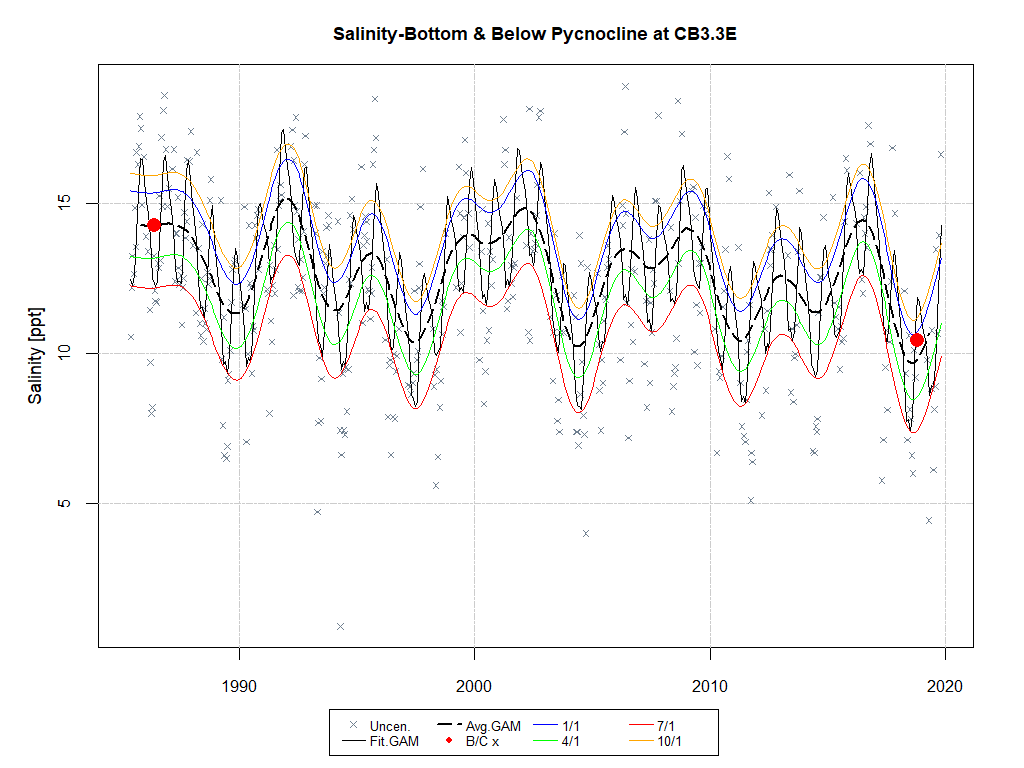 Salinity-Bottom & Below Pycnocline at CB3.3E
Salinity [ppt]
15
10
5
1990 2000 2010 2020
Uncen. Avg.GAM 1/1 7/1
Fit.GAM B/C x 4/1 10/1